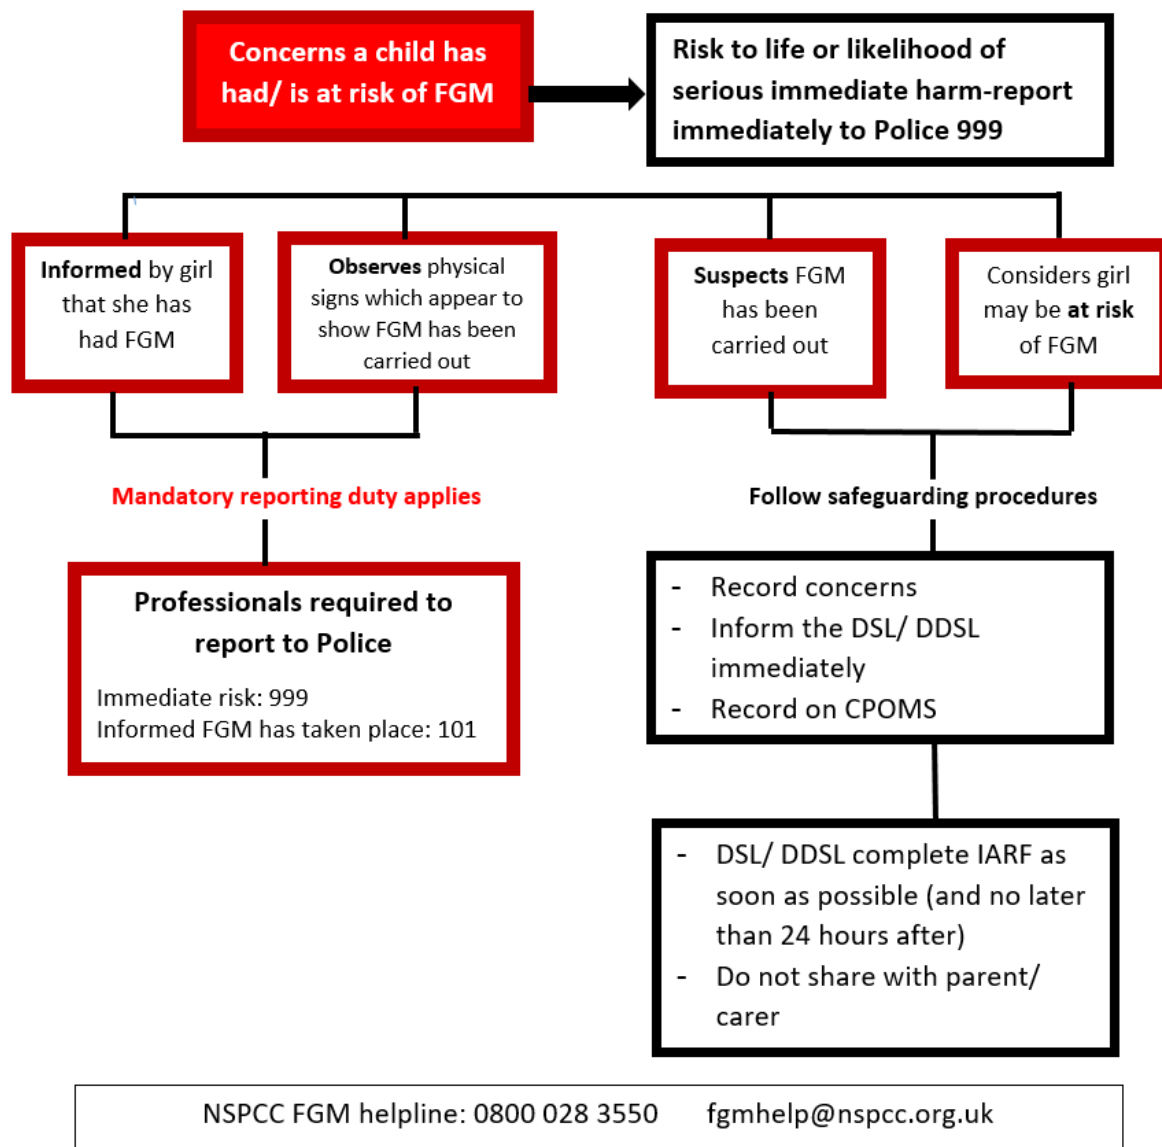 Concerns a child has
had/ is at risk of FGM
Risk to life or likelihood of
serious immediate harm-report
immediately to Police 999
Informed by girl
that she has
had FGM
Observes physical
signs which appear to
show FGM has been
carried out
Suspects FGM
has been
carried out
Considers girl
may be at risk
of FGM
Mandatory reporting duty applies
Follow safeguarding procedures
Professionals required to
report to Police
Immediate risk: 999
Informed FGM has taken place: 101
- Record concerns
- Inform the DSL/ DDSL
immediately
- Record on CPOMS
- DSL/ DDSL complete IARF as
soon as possible (and no later
than 24 hours after)
- Do not share with parent/
carer
NSPCC FGM helpline: 0800 028 3550 fgmhelp@nspcc.org.uk